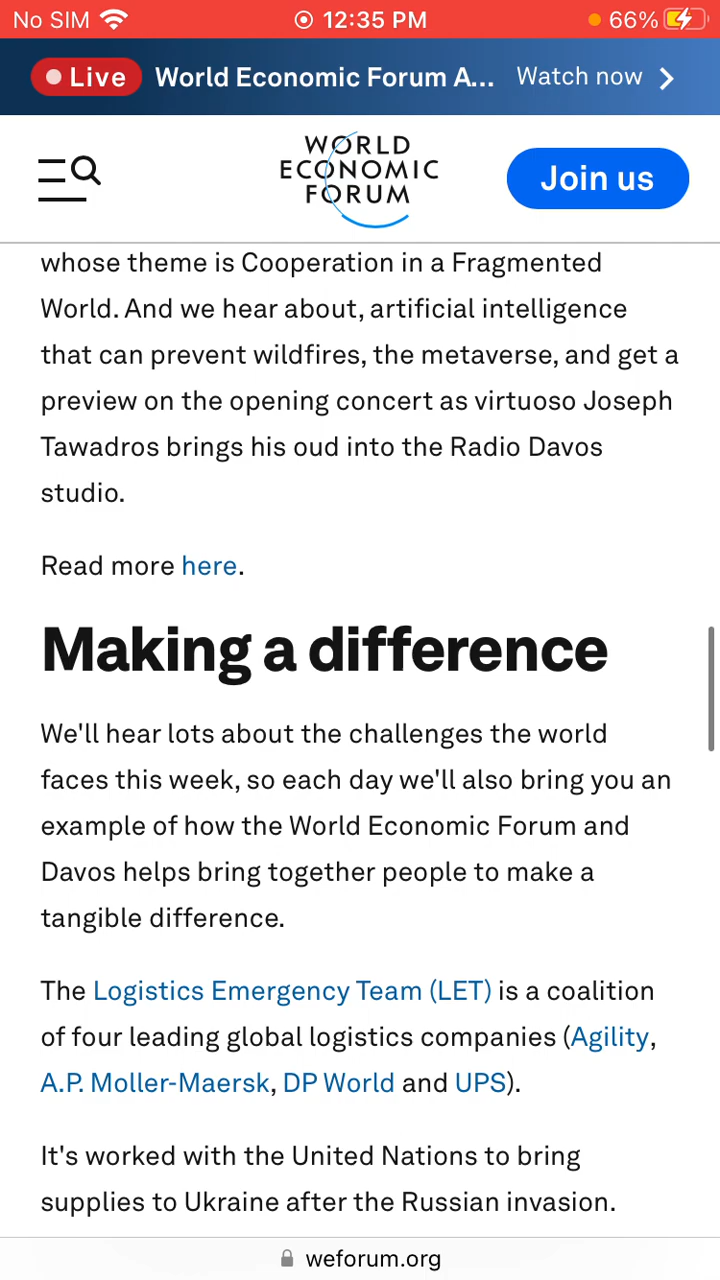 No SIM 12:35 PM 66%
Live World Economic Forum A... Watch now
WORLD
ECONOMIC
FORUM
Join us
whose theme is Cooperation in a Fragmented
World. And we hear about, artificial intelligence
that can prevent wildfires, the metaverse, and get a
preview on the opening concert as virtuoso Joseph
Tawadros brings his oud into the Radio Davos
studio.
Read more here.
Making a difference
We'll hear lots about the challenges the world
faces this week, so each day we'll also bring you an
example of how the World Economic Forum and
Davos helps bring together people to make a
tangible difference.
The Logistics Emergency Team (LET) is a coalition
of four leading global logistics companies (Agility,
A.P. Moller-Maersk, DP World and UPS).
It's worked with the United Nations to bring
supplies to Ukraine after the Russian invasion.
weforum.org